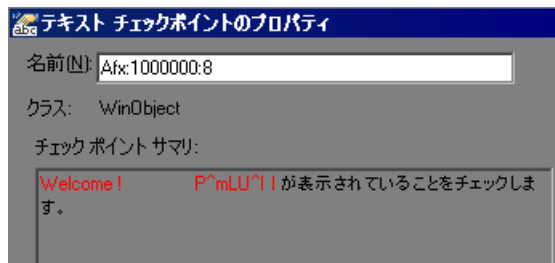 テキスト チェックポイントのプロパティ
名前(N): Afx:1000000:8
クラス: WinObject
チェック ポイント サマリ:
Welcome ! P^mLU^I I が表示されていることをチェックしま
す。